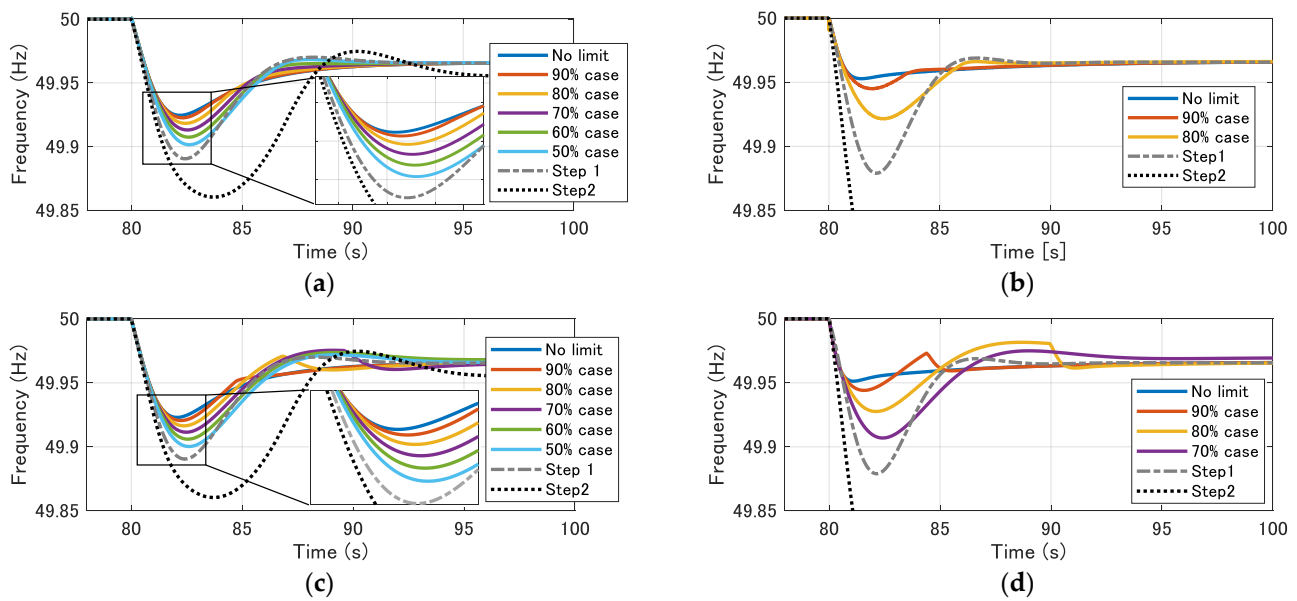 50
49.95
49.9
49.85
Frequency (Hz)
80
85
90
95
100
Time (s)
No limit
90% case
80% case
70% case
60% case
50% case
Step 1
Step2
(a)
50
49.95
49.9
49.85
Frequency (Hz)
80
85
90
95
100
Time [s]
No limit
90% case
80% case
Step1
Step2
(b)
50
49.95
49.9
49.85
Frequency (Hz)
80
85
90
95
100
Time (s)
No limit
90% case
80% case
70% case
60% case
50% case
Step 1
Step2
(c)
50
49.95
49.9
49.85
Frequency (Hz)
80
85
90
95
100
Time (s)
No limit
90% case
80% case
70% case
Step1
Step2
(d)